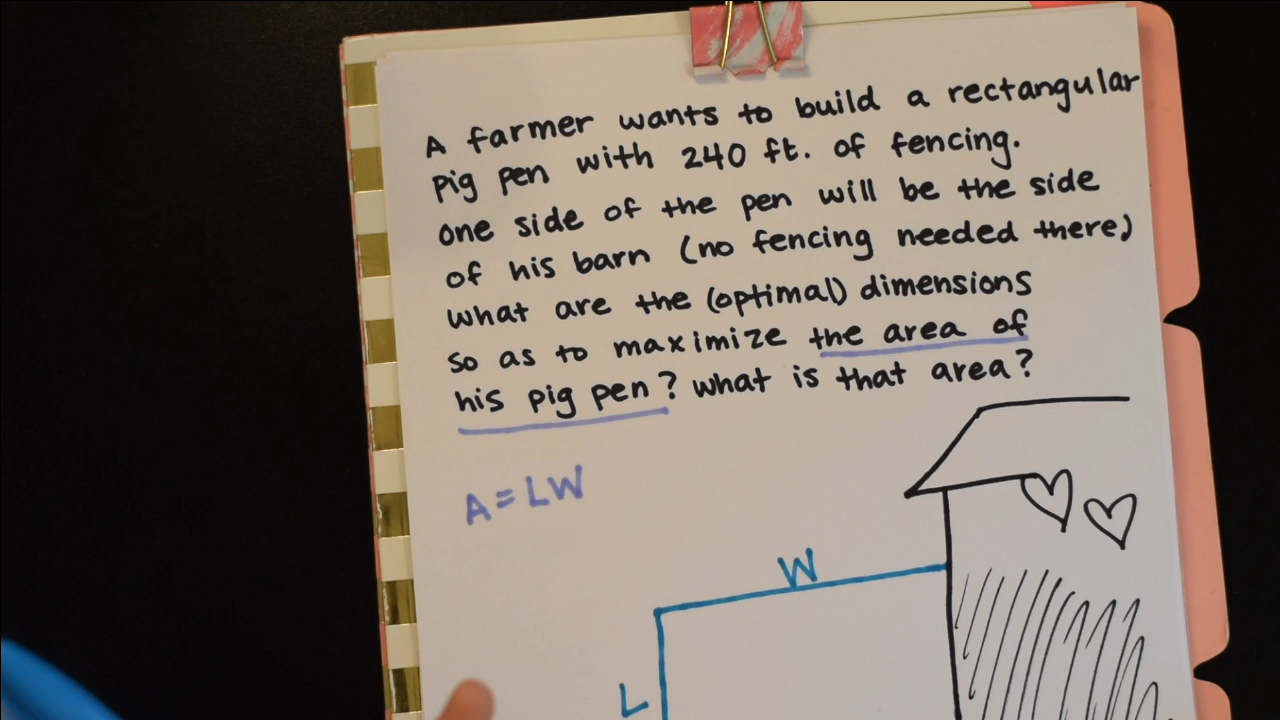 A farmer wants to build a rectangular
pig pen with 240 ft. of fencing.
one side of the pen will be the side
of his barn (no fencing needed there)
what are the (optimal) dimensions
so as to maximize the area of
his pig pen? what is that area?
A = LW
W
L